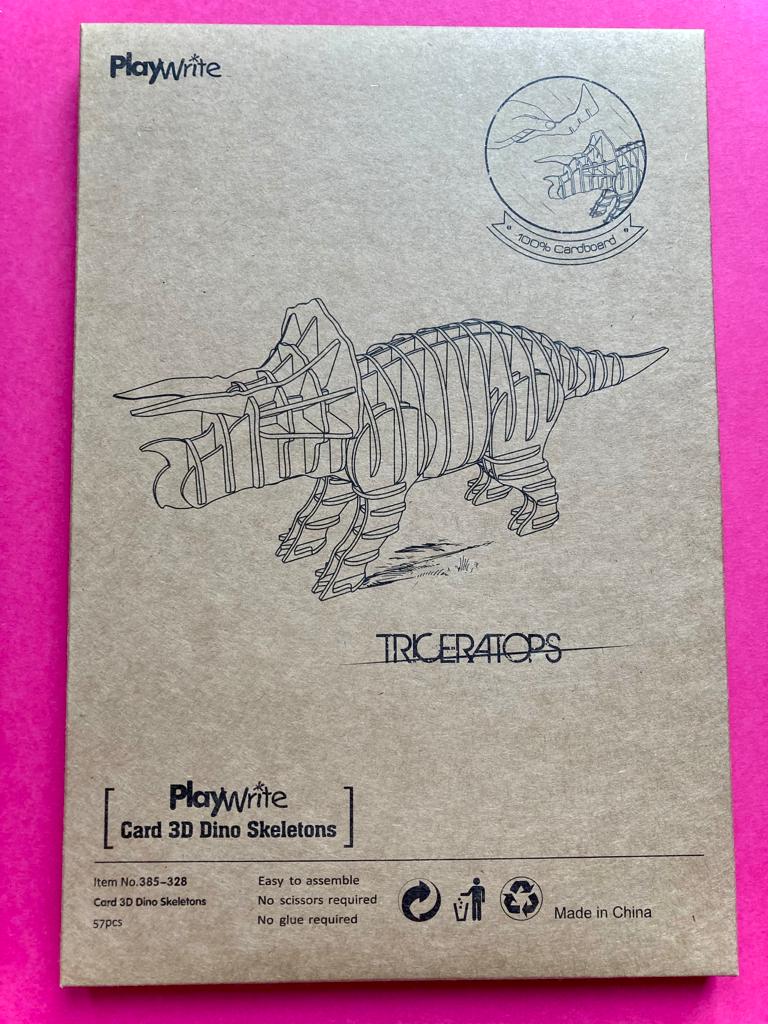 PlayWrite
100% Cardboard
TRICERATOPS
PlayWrite
Card 3D Dino Skeletons
Item No.385-328
Card 3D Dino Skeletons
57pcs
Easy to assemble
No scissors required
No glue required
Made in China